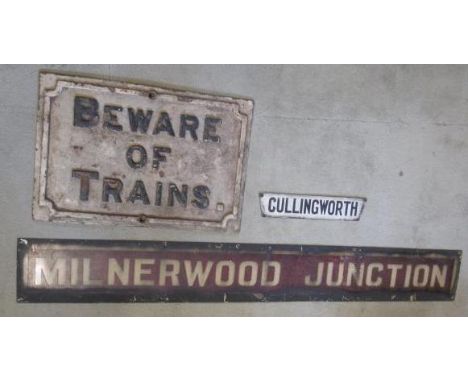 BEWARE
OF
TRAINS
CULLINGWORTH
MILNERWOOD JUNCTION